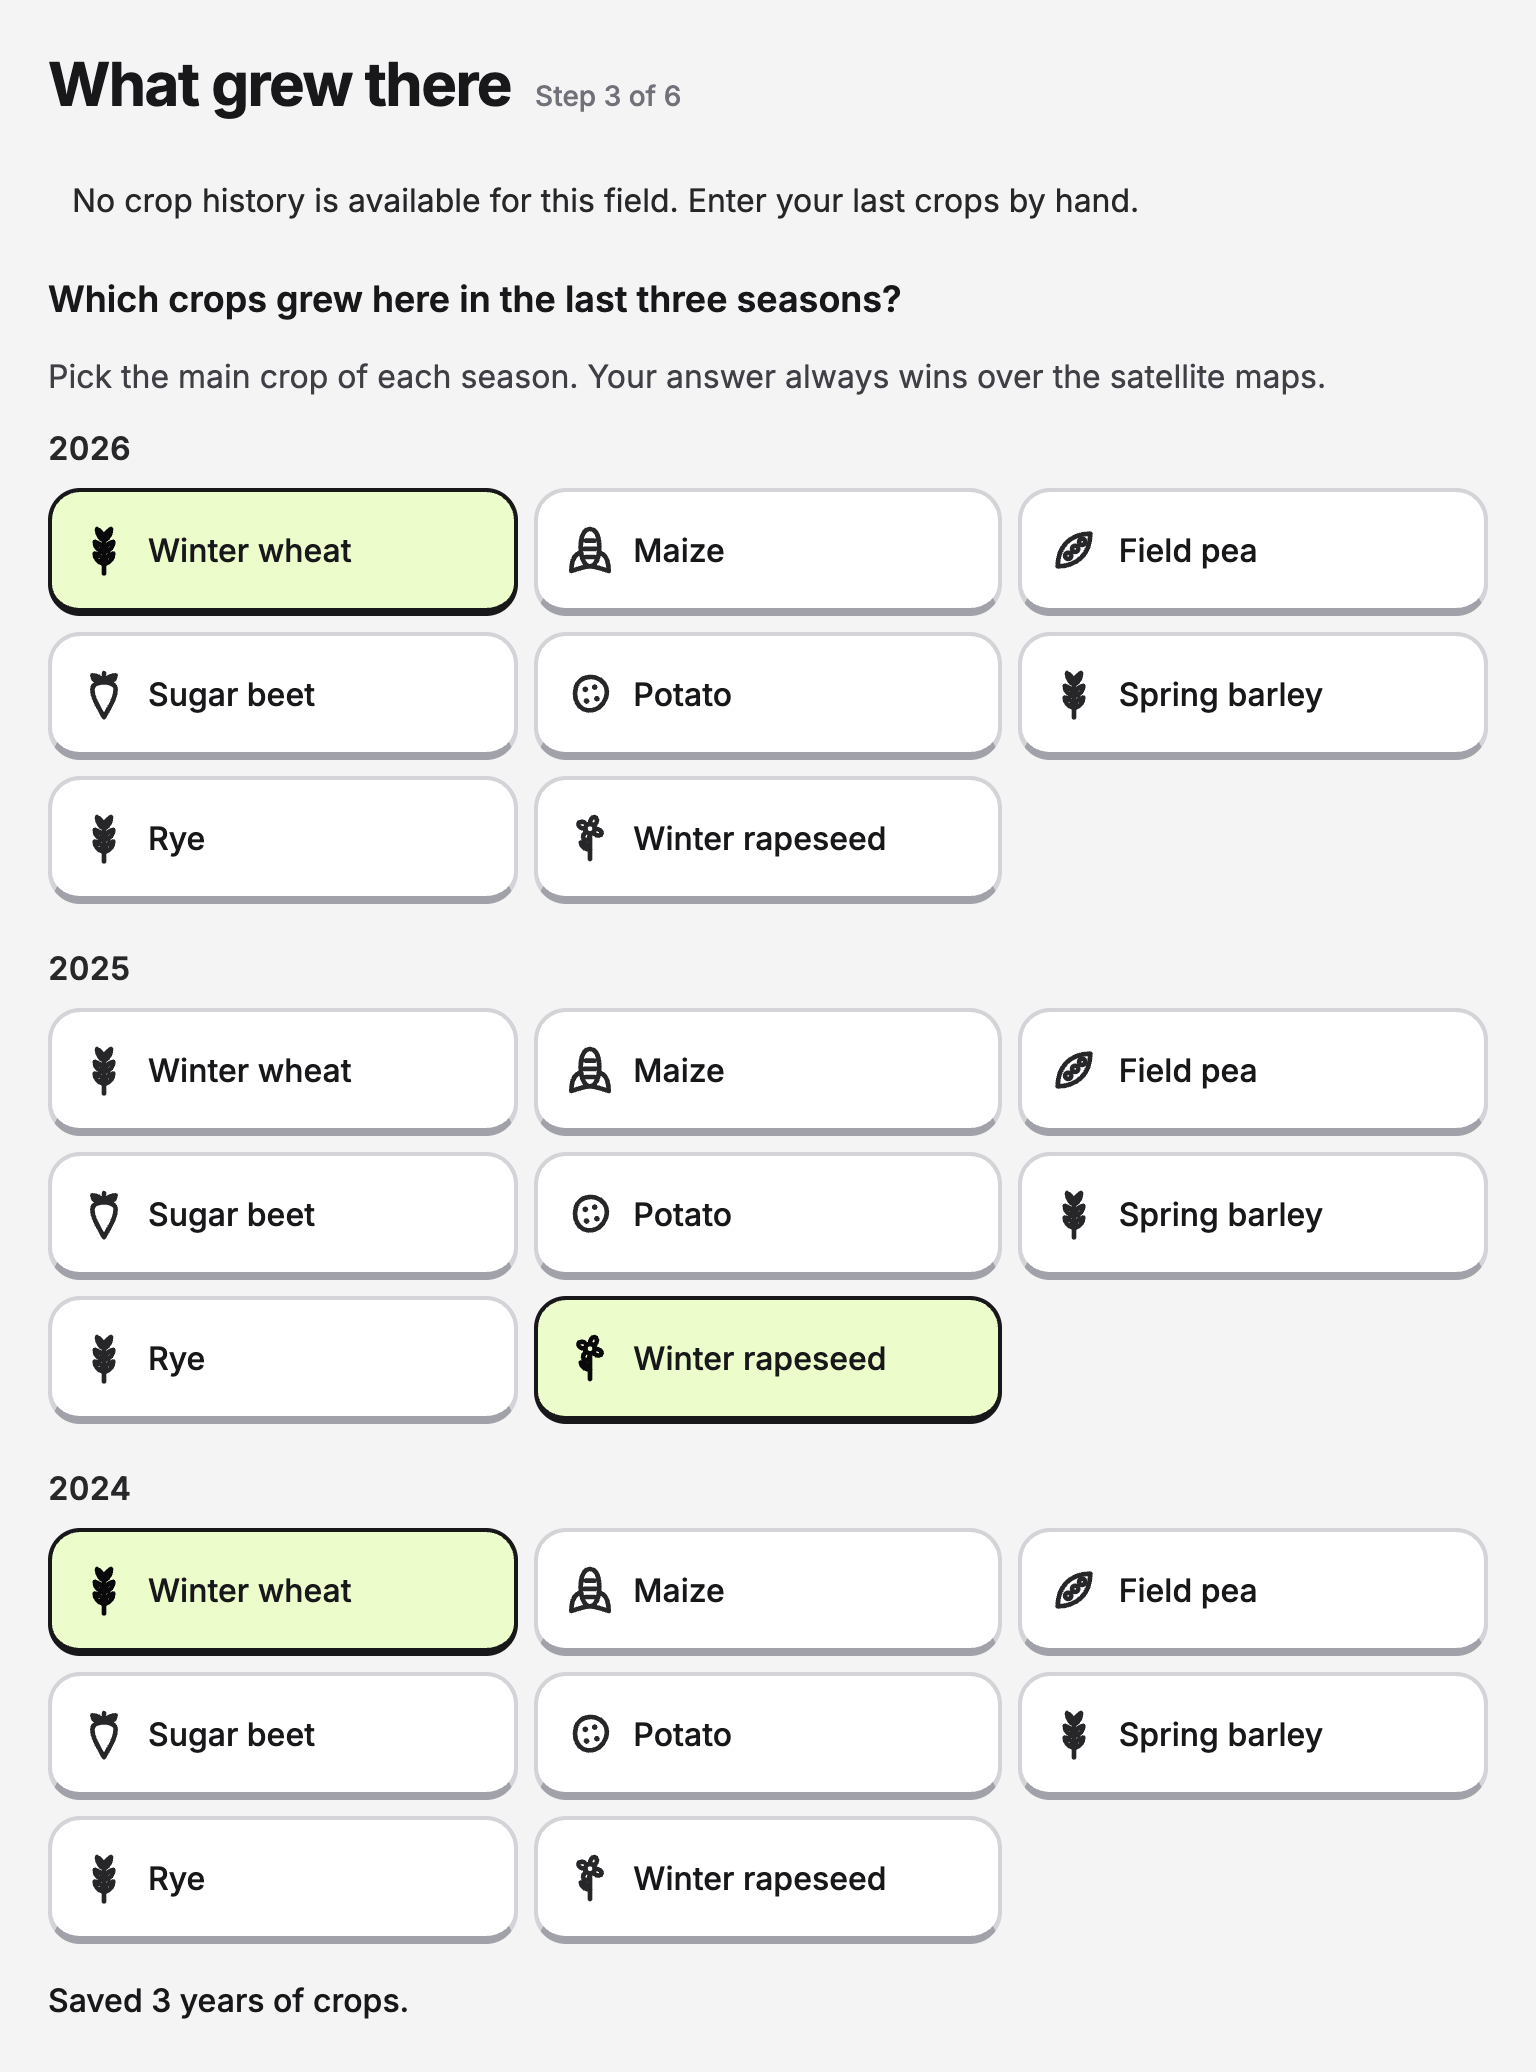 What grew there Step 3 of 6
No crop history is available for this field. Enter your last crops by hand.
Which crops grew here in the last three seasons?
Pick the main crop of each season. Your answer always wins over the satellite maps.
2026
Winter wheat Maize Field pea
Sugar beet Potato Spring barley
Rye Winter rapeseed
2025
Winter wheat Maize Field pea
Sugar beet Potato Spring barley
Rye Winter rapeseed
2024
Winter wheat Maize Field pea
Sugar beet Potato Spring barley
Rye Winter rapeseed
Saved 3 years of crops.